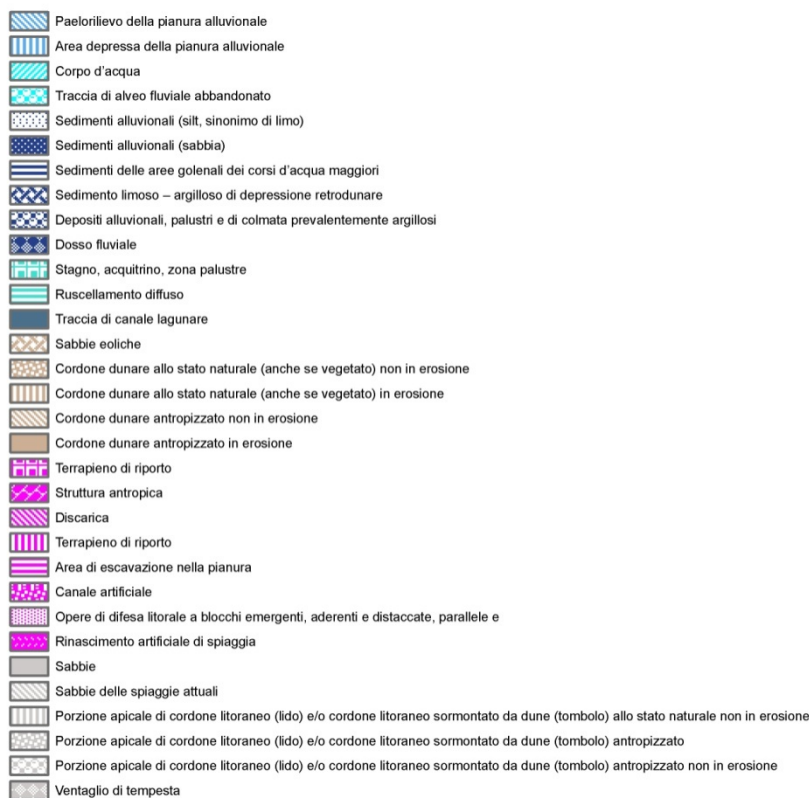 Paelorilievo della pianura alluvionale
Area depressa della pianura alluvionale
Corpo d'acqua
Traccia di alveo fluviale abbandonato
Sedimenti alluvionali (silt, sinonimo di limo)
Sedimenti alluvionali (sabbia)
Sedimenti delle aree golenali dei corsi d'acqua maggiori
Sedimento limoso – argilloso di depressione retrodunare
Depositi alluvionali, palustri e di colmata prevalentemente argillosi
Dosso fluviale
Stagno, acquitrino, zona palustre
Ruscellamento diffuso
Traccia di canale lagunare
Sabbie eoliche
Cordone dunare allo stato naturale (anche se vegetato) non in erosione
Cordone dunare allo stato naturale (anche se vegetato) in erosione
Cordone dunare antropizzato non in erosione
Cordone dunare antropizzato in erosione
Terrapieno di riporto
Struttura antropica
Discarica
Terrapieno di riporto
Area di escavazione nella pianura
Canale artificiale
Opere di difesa litorale a blocchi emergenti, aderenti e distaccate, parallele e
Rinascimento artificiale di spiaggia
Sabbie
Sabbie delle spiaggie attuali
Porzione apicale di cordone litoraneo (lido) e/o cordone litoraneo sormontato da dune (tombolo) allo stato naturale non in erosione
Porzione apicale di cordone litoraneo (lido) e/o cordone litoraneo sormontato da dune (tombolo) antropizzato
Porzione apicale di cordone litoraneo (lido) e/o cordone litoraneo sormontato da dune (tombolo) antropizzato non in erosione
Ventaglio di tempesta